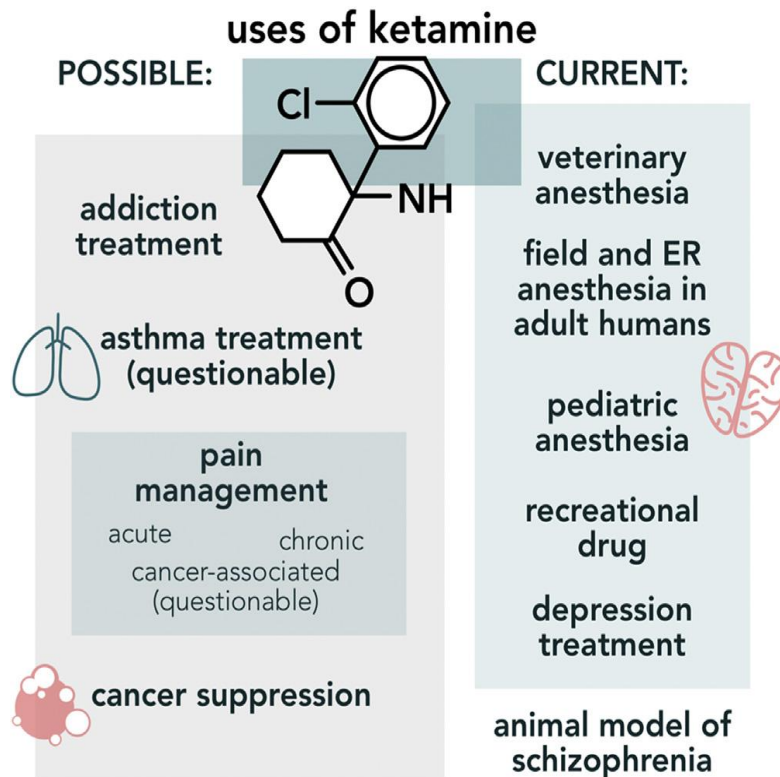 uses of ketamine
POSSIBLE:
Cl
NH
O
addiction
treatment
asthma treatment
(questionable)
pain
management
acute
chronic
cancer-associated
(questionable)
cancer suppression
CURRENT:
veterinary
anesthesia
field and ER
anesthesia in
adult humans
pediatric
anesthesia
recreational
drug
depression
treatment
animal model of
schizophrenia